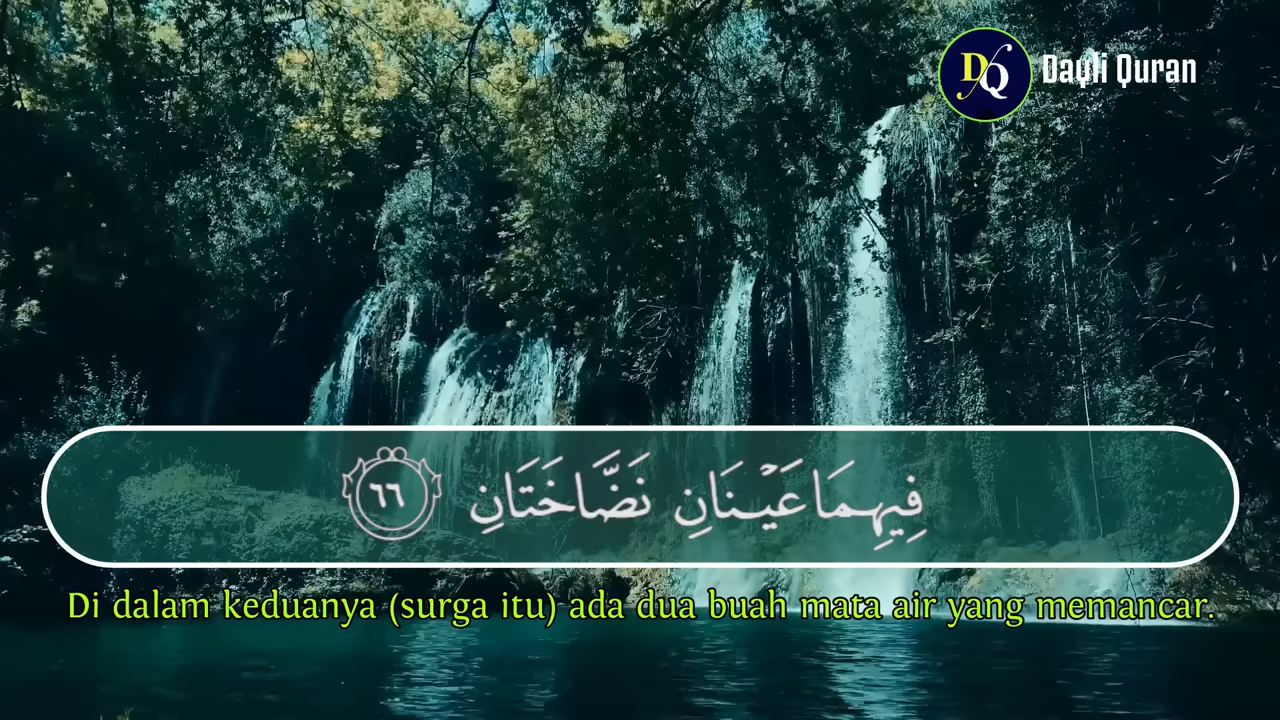 DQ Dayli Quran
فِيهِمَا عَيْنَانِ نَضَّاخَتَانِ ٦٦
Di dalam keduanya (surga itu) ada dua buah mata air yang memancar.